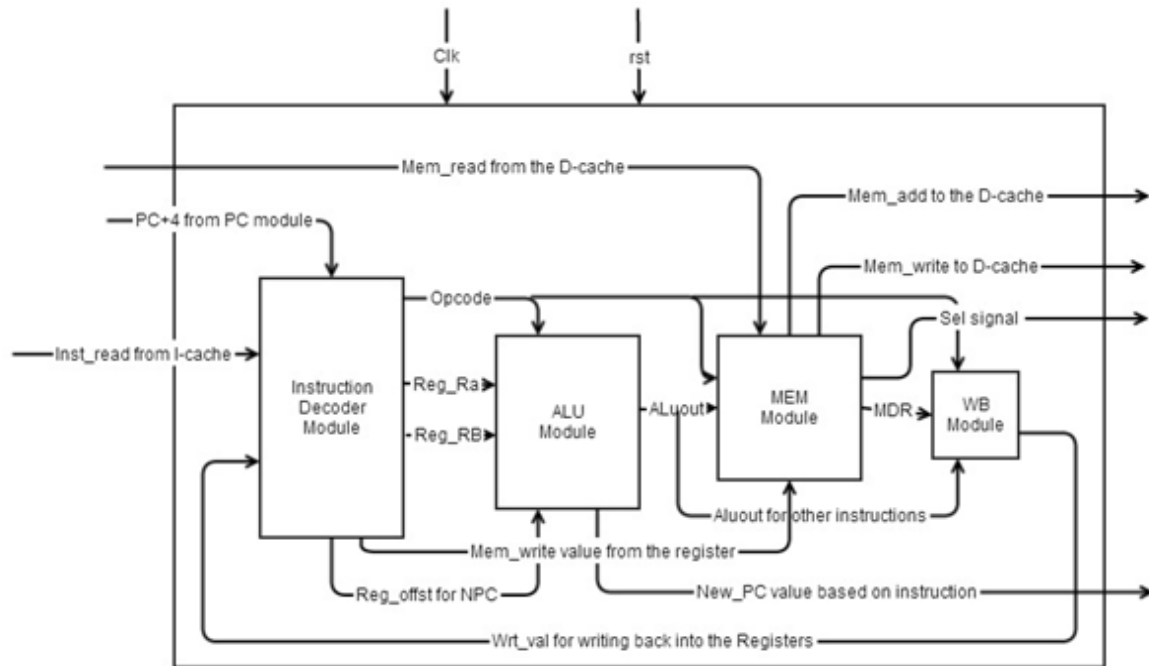 Clk
rst
Mem_read from the D-cache
Mem_add to the D-cache
PC+4 from PC module
Mem_write to D-cache
Opcode
Sel signal
Inst_read from I-cache
Instruction
Decoder
Module
Reg_Ra
ALU
Module
ALuout
MEM
Module
MDR
WB
Module
Reg_RB
Aluout for other instructions
Mem_write value from the register
Reg_offst for NPC
New_PC value based on instruction
Wrt_val for writing back into the Registers